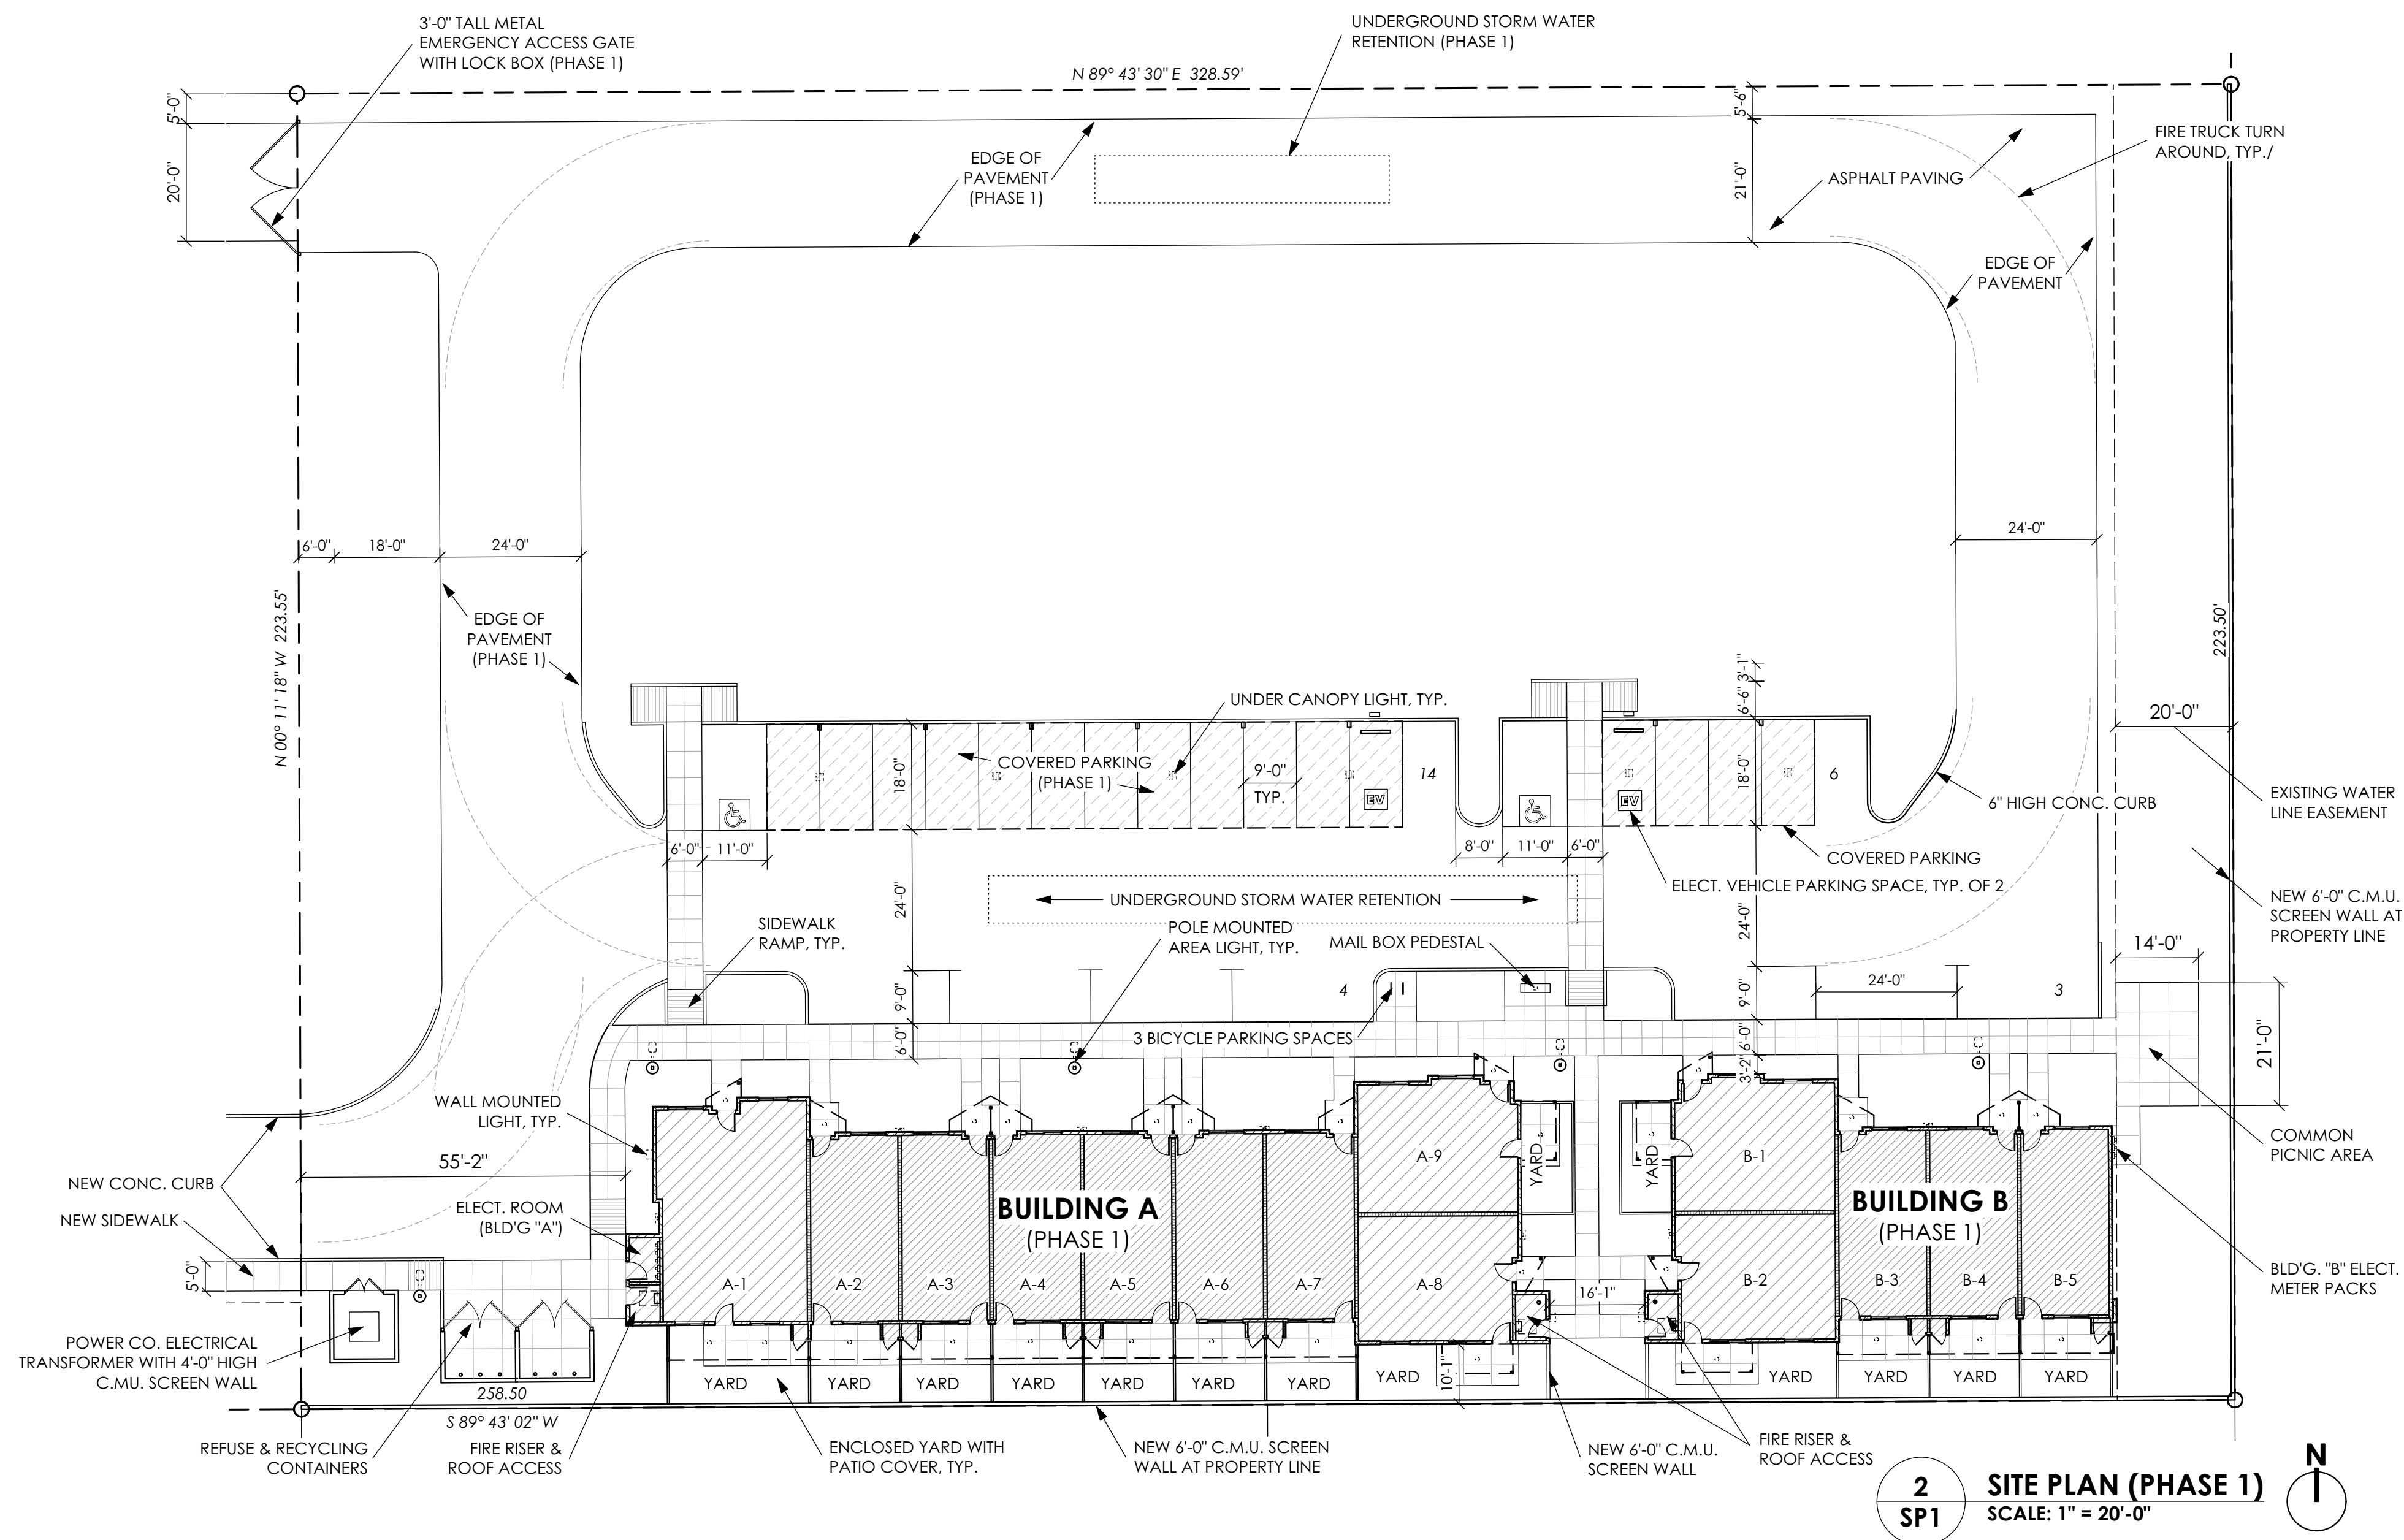 3'-0" TALL METAL
EMERGENCY ACCESS GATE
WITH LOCK BOX (PHASE 1)
UNDERGROUND STORM WATER
RETENTION (PHASE 1)
N 89° 43' 30" E 328.59'
5'-0"
20'-0"
5'-6"
21'-0"
FIRE TRUCK TURN
AROUND, TYP./
EDGE OF
PAVEMENT
(PHASE 1)
ASPHALT PAVING
EDGE OF
PAVEMENT
6'-0"
18'-0"
24'-0"
24'-0"
N 00° 11' 18" W 223.55'
223.50'
EDGE OF
PAVEMENT
(PHASE 1)
UNDER CANOPY LIGHT, TYP.
6'-6" 3'-1"
20'-0"
COVERED PARKING
(PHASE 1)
18'-0"
9'-0"
TYP.
14
EV
EV
18'-0"
6
6" HIGH CONC. CURB
EXISTING WATER
LINE EASEMENT
6'-0"
11'-0"
8'-0"
11'-0"
6'-0"
COVERED PARKING
ELECT. VEHICLE PARKING SPACE, TYP. OF 2
UNDERGROUND STORM WATER RETENTION
24'-0"
24'-0"
NEW 6'-0" C.M.U.
SCREEN WALL AT
PROPERTY LINE
SIDEWALK
RAMP, TYP.
POLE MOUNTED
AREA LIGHT, TYP.
MAIL BOX PEDESTAL
14'-0"
9'-0"
4
9'-0"
24'-0"
3
6'-0"
3 BICYCLE PARKING SPACES
3'-2" 6'-0"
21'-0"
WALL MOUNTED
LIGHT, TYP.
55'-2"
NEW CONC. CURB
NEW SIDEWALK
ELECT. ROOM
(BLD'G "A")
COMMON
PICNIC AREA
A-9
YARD
YARD
B-1
BUILDING A
(PHASE 1)
BUILDING B
(PHASE 1)
A-1
A-2
A-3
A-4
A-5
A-6
A-7
A-8
B-2
B-3
B-4
B-5
5'-0"
16'-1"
BLD'G. "B" ELECT.
METER PACKS
POWER CO. ELECTRICAL
TRANSFORMER WITH 4'-0" HIGH
C.MU. SCREEN WALL
YARD
YARD
YARD
YARD
YARD
YARD
YARD
YARD
10'-1"
YARD
YARD
YARD
YARD
258.50
S 89° 43' 02" W
REFUSE & RECYCLING
CONTAINERS
FIRE RISER &
ROOF ACCESS
ENCLOSED YARD WITH
PATIO COVER, TYP.
NEW 6'-0" C.M.U. SCREEN
WALL AT PROPERTY LINE
NEW 6'-0" C.M.U.
SCREEN WALL
FIRE RISER &
ROOF ACCESS
2
SP1
SITE PLAN (PHASE 1)
SCALE: 1" = 20'-0"
N